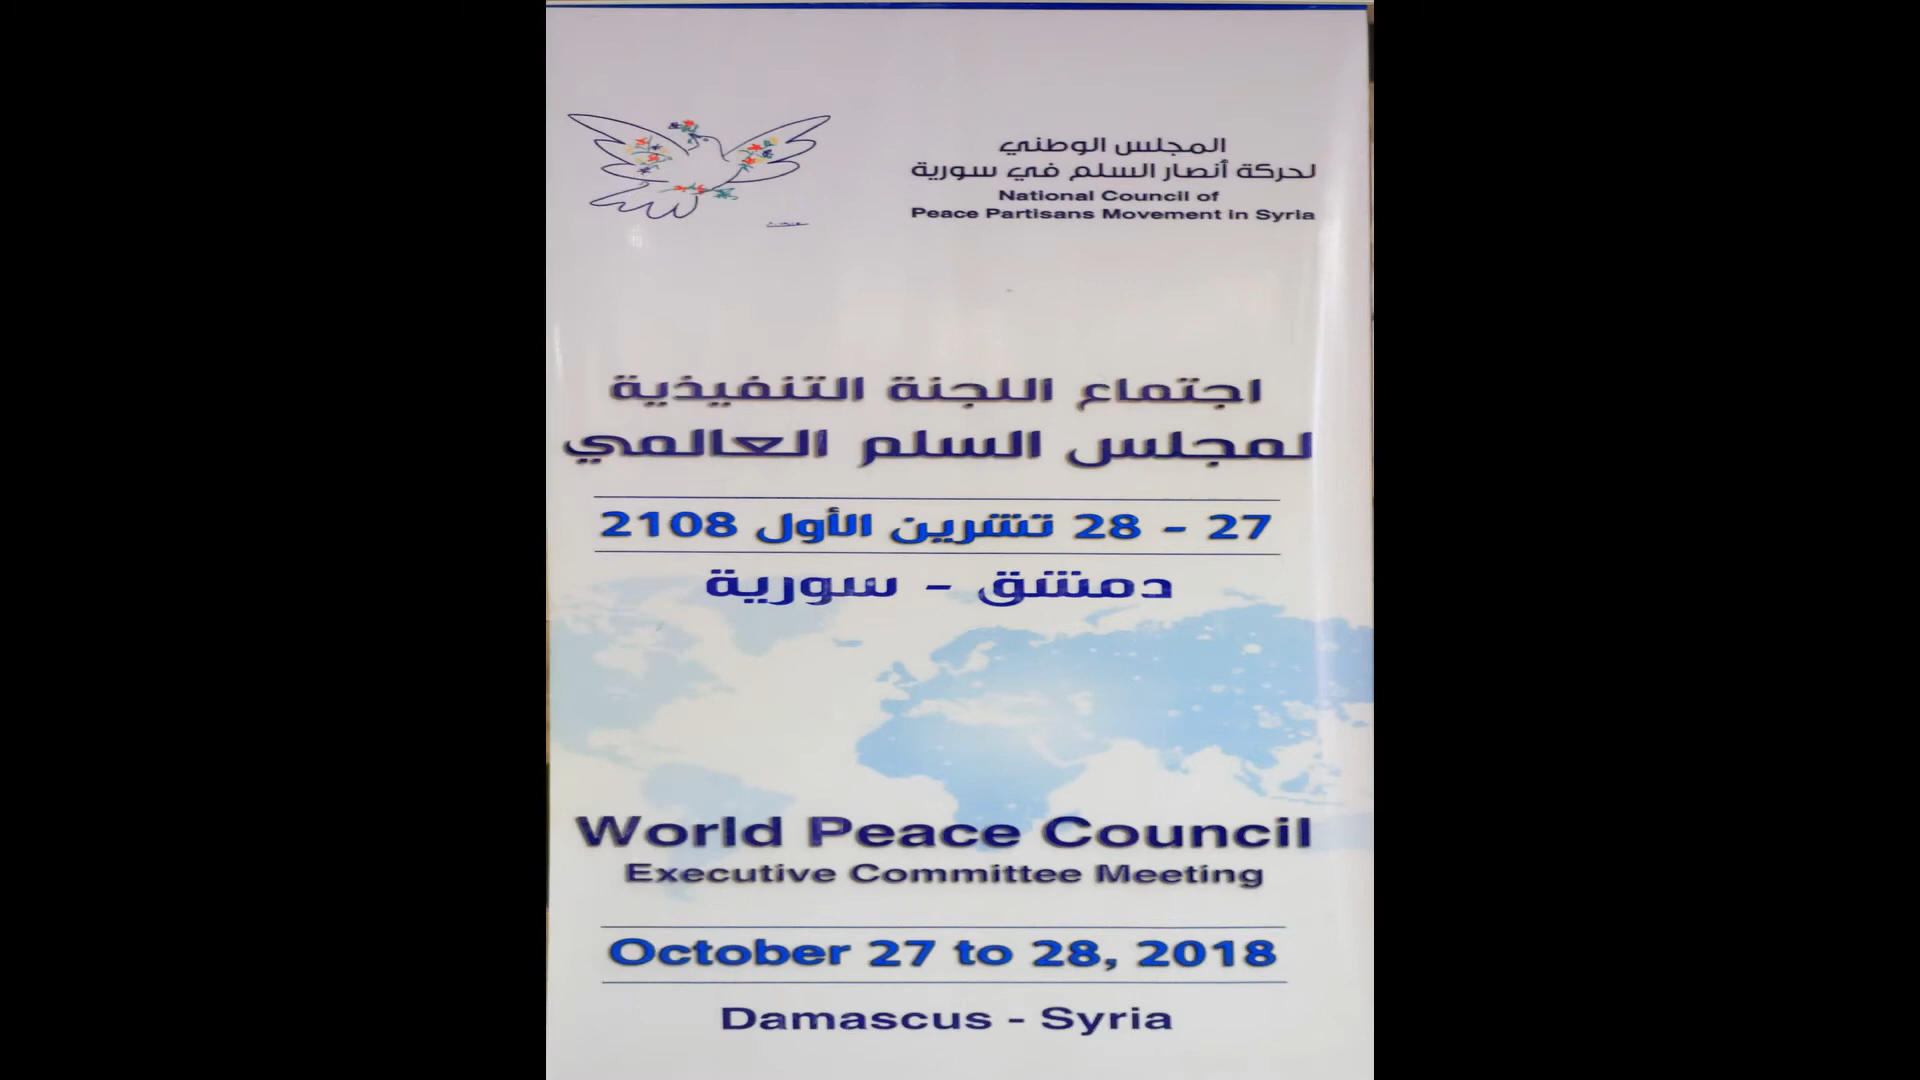 المجلس الوطني
لحركة أنصار السلم في سورية
National Council of
Peace Partisans Movement in Syria
اجتماع اللجنة التنفيذية
لمجلس السلم العالمي
27 - 28 تشرين الأول 2108
دمشق - سورية
World Peace Council
Executive Committee Meeting
October 27 to 28, 2018
Damascus - Syria